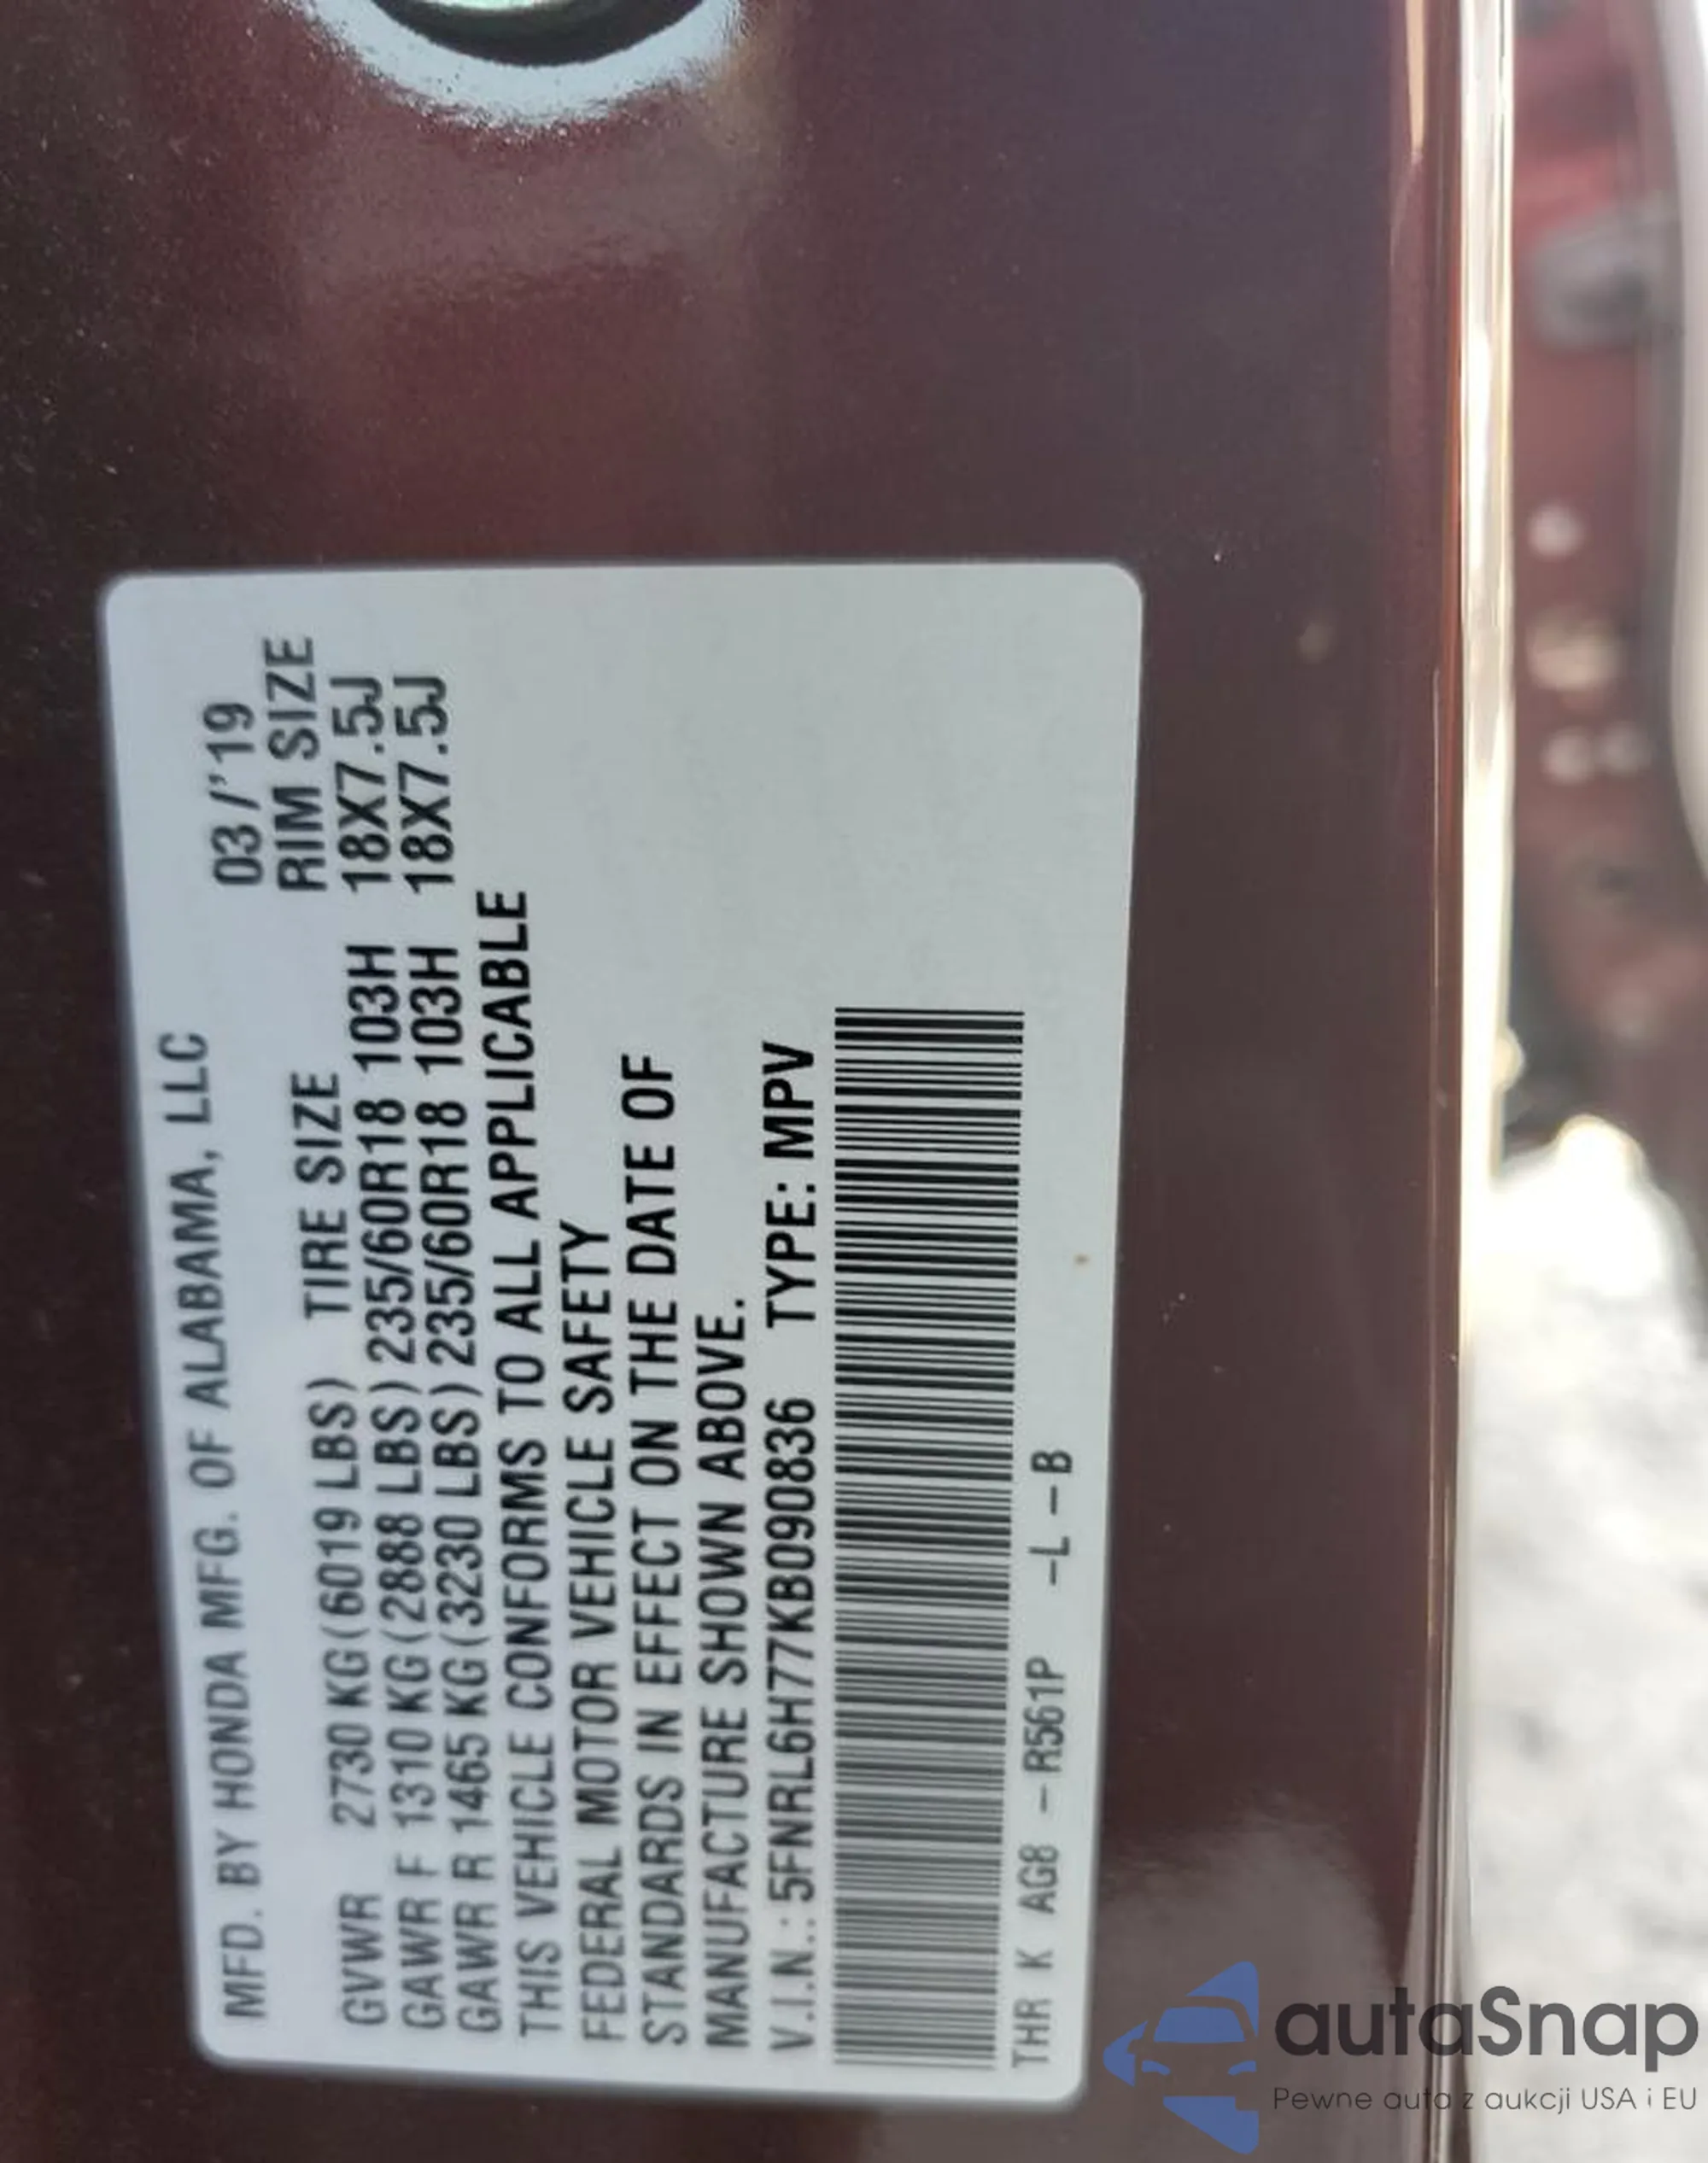 MFD. BY HONDA MFG. OF ALABAMA, LLC
03/'19
GVWR 2730 KG(6019 LBS) TIRE SIZE RIM SIZE
GAWR F 1310 KG(2888 LBS) 235/60R18 103H 18X7.5J
GAWR R 1465 KG(3230 LBS) 235/60R18 103H 18X7.5J
THIS VEHICLE CONFORMS TO ALL APPLICABLE
FEDERAL MOTOR VEHICLE SAFETY
STANDARDS IN EFFECT ON THE DATE OF
MANUFACTURE SHOWN ABOVE.
V.I.N.: 5FNRL6H77KB090836 TYPE: MPV
THR K AG8 –R561P –L–B
autaSnap
Pewne auta z aukcji USA i EU